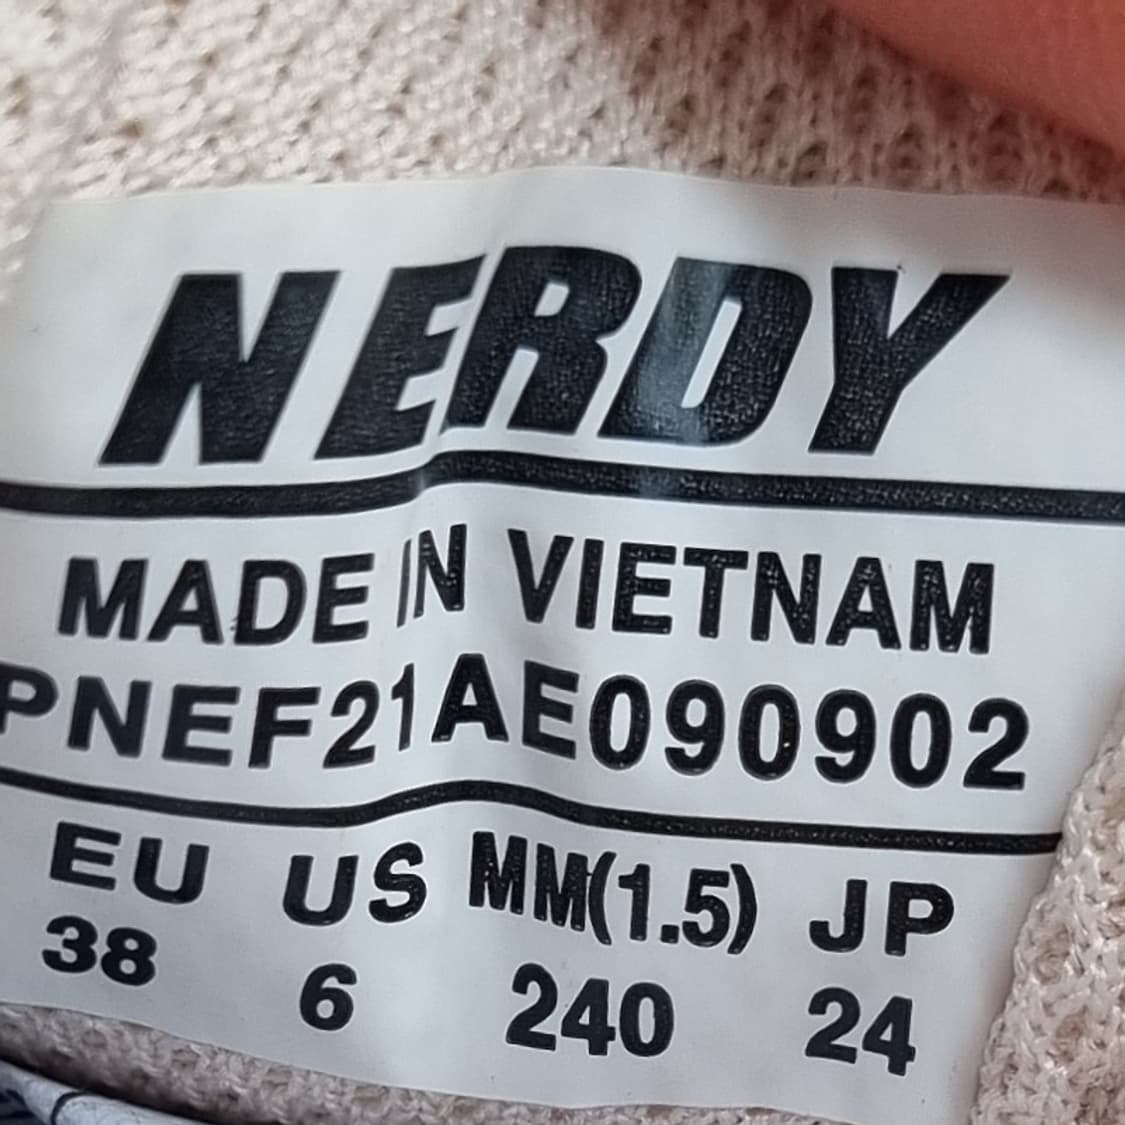 NERDY
MADE IN VIETNAM
PNEF21AE090902
EU US MM(1.5) JP
38 6 240 24